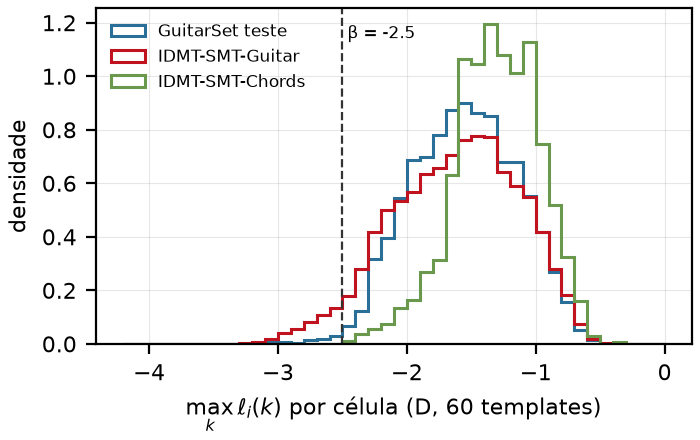 GuitarSet teste
IDMT-SMT-Guitar
IDMT-SMT-Chords
β = -2.5
densidade
1.2
1.0
0.8
0.6
0.4
0.2
0.0
−4
−3
−2
−1
0
max ℓᵢ(k) por célula (D, 60 templates)
k